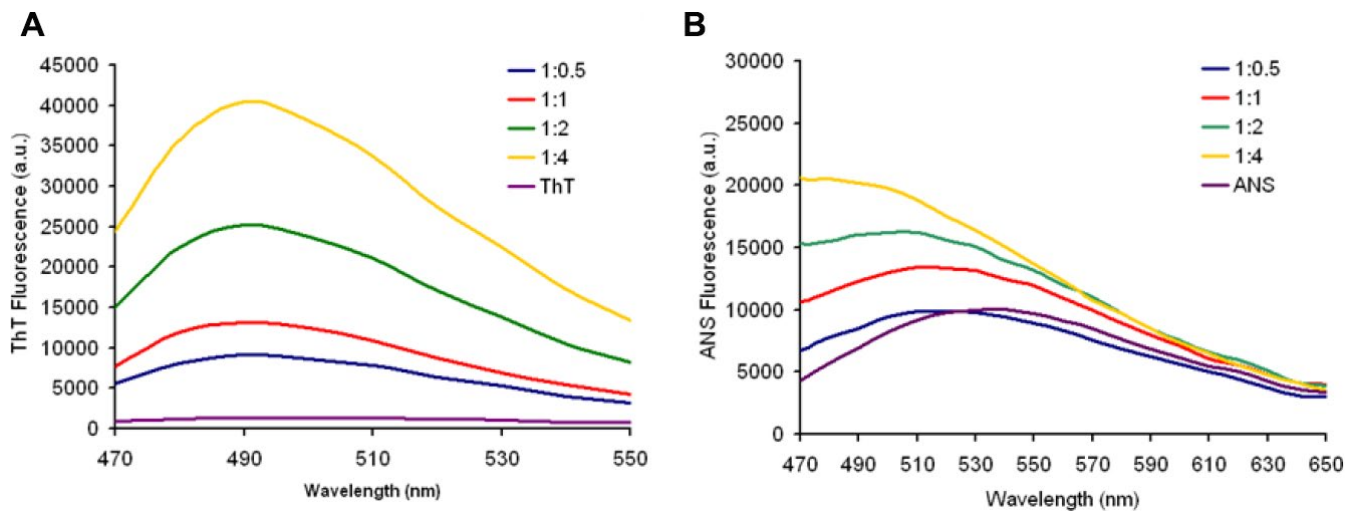 A
ThT Fluorescence (a.u.)
45000
40000
35000
30000
25000
20000
15000
10000
5000
0
470 490 510 530 550
Wavelength (nm)
1:0.5
1:1
1:2
1:4
ThT
B
ANS Fluorescence (a.u.)
30000
25000
20000
15000
10000
5000
0
470 490 510 530 550 570 590 610 630 650
Wavelength (nm)
1:0.5
1:1
1:2
1:4
ANS